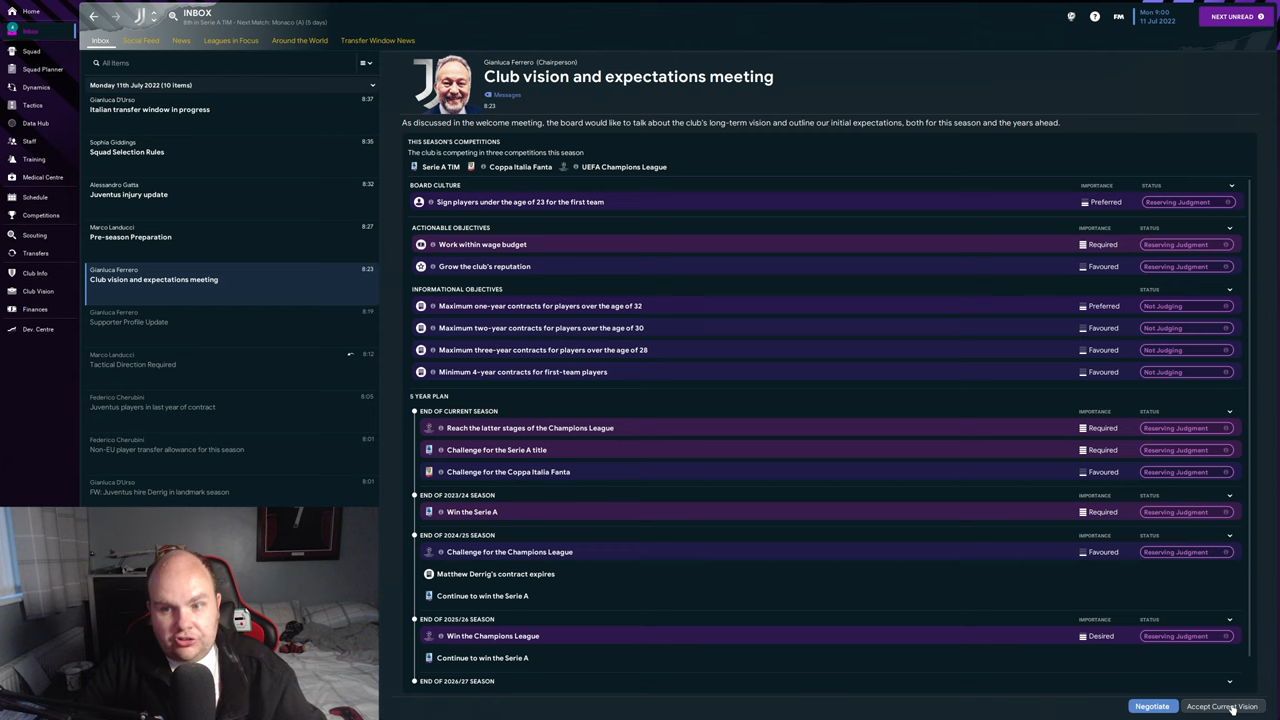 Home
Inbox
Squad
Squad Planner
Dynamics
Tactics
Data Hub
Staff
Training
Medical Centre
Schedule
Competitions
Scouting
Transfers
Club Info
Club Vision
Finances
Dev. Centre
INBOX
8th in Serie A TIM - Next Match: Monaco (A) (5 days)
FM
Mon 9:00
11 Jul 2022
NEXT UNREAD
Inbox Social Feed News Leagues in Focus Around the World Transfer Window News
All Items
Monday 11th July 2022 (10 Items)
Gianluca D'Urso 8:37
Italian transfer window in progress
Sophia Giddings 8:35
Squad Selection Rules
Alessandro Gatta 8:32
Juventus injury update
Marco Landucci 8:27
Pre-season Preparation
Gianluca Ferrero 8:23
Club vision and expectations meeting
Gianluca Ferrero 8:19
Supporter Profile Update
Marco Landucci 8:12
Tactical Direction Required
Federico Cherubini 8:05
Juventus players in last year of contract
Federico Cherubini 8:01
Non-EU player transfer allowance for this season
Gianluca D'Urso 8:01
FW: Juventus hire Derrig in landmark season
Gianluca Ferrero (Chairperson)
Club vision and expectations meeting
Messages
8:23
As discussed in the welcome meeting, the board would like to talk about the club's long-term vision and outline our initial expectations, both for this season and the years ahead.
THIS SEASON'S COMPETITIONS
The club is competing in three competitions this season
Serie A TIM Coppa Italia Fanta UEFA Champions League
BOARD CULTURE IMPORTANCE STATUS
Sign players under the age of 23 for the first team Preferred Reserving Judgment
ACTIONABLE OBJECTIVES IMPORTANCE STATUS
Work within wage budget Required Reserving Judgment
Grow the club's reputation Favoured Reserving Judgment
INFORMATIONAL OBJECTIVES IMPORTANCE STATUS
Maximum one-year contracts for players over the age of 32 Preferred Not Judging
Maximum two-year contracts for players over the age of 30 Favoured Not Judging
Maximum three-year contracts for players over the age of 28 Favoured Not Judging
Minimum 4-year contracts for first-team players Favoured Not Judging
5 YEAR PLAN
END OF CURRENT SEASON IMPORTANCE STATUS
Reach the latter stages of the Champions League Required Reserving Judgment
Challenge for the Serie A title Required Reserving Judgment
Challenge for the Coppa Italia Fanta Favoured Reserving Judgment
END OF 2023/24 SEASON IMPORTANCE STATUS
Win the Serie A Required Reserving Judgment
END OF 2024/25 SEASON IMPORTANCE STATUS
Challenge for the Champions League Favoured Reserving Judgment
Matthew Derrig's contract expires
Continue to win the Serie A
END OF 2025/26 SEASON IMPORTANCE STATUS
Win the Champions League Desired Reserving Judgment
Continue to win the Serie A
END OF 2026/27 SEASON
Negotiate Accept Current Vision